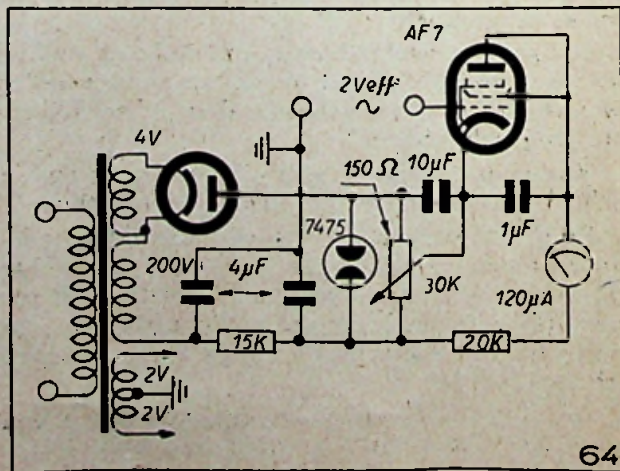 AF7
2Veff
~
4V
150 Ω
10µF
7475
1µF
200V
4µF
30K
120µA
15K
20K
2V
2V
64